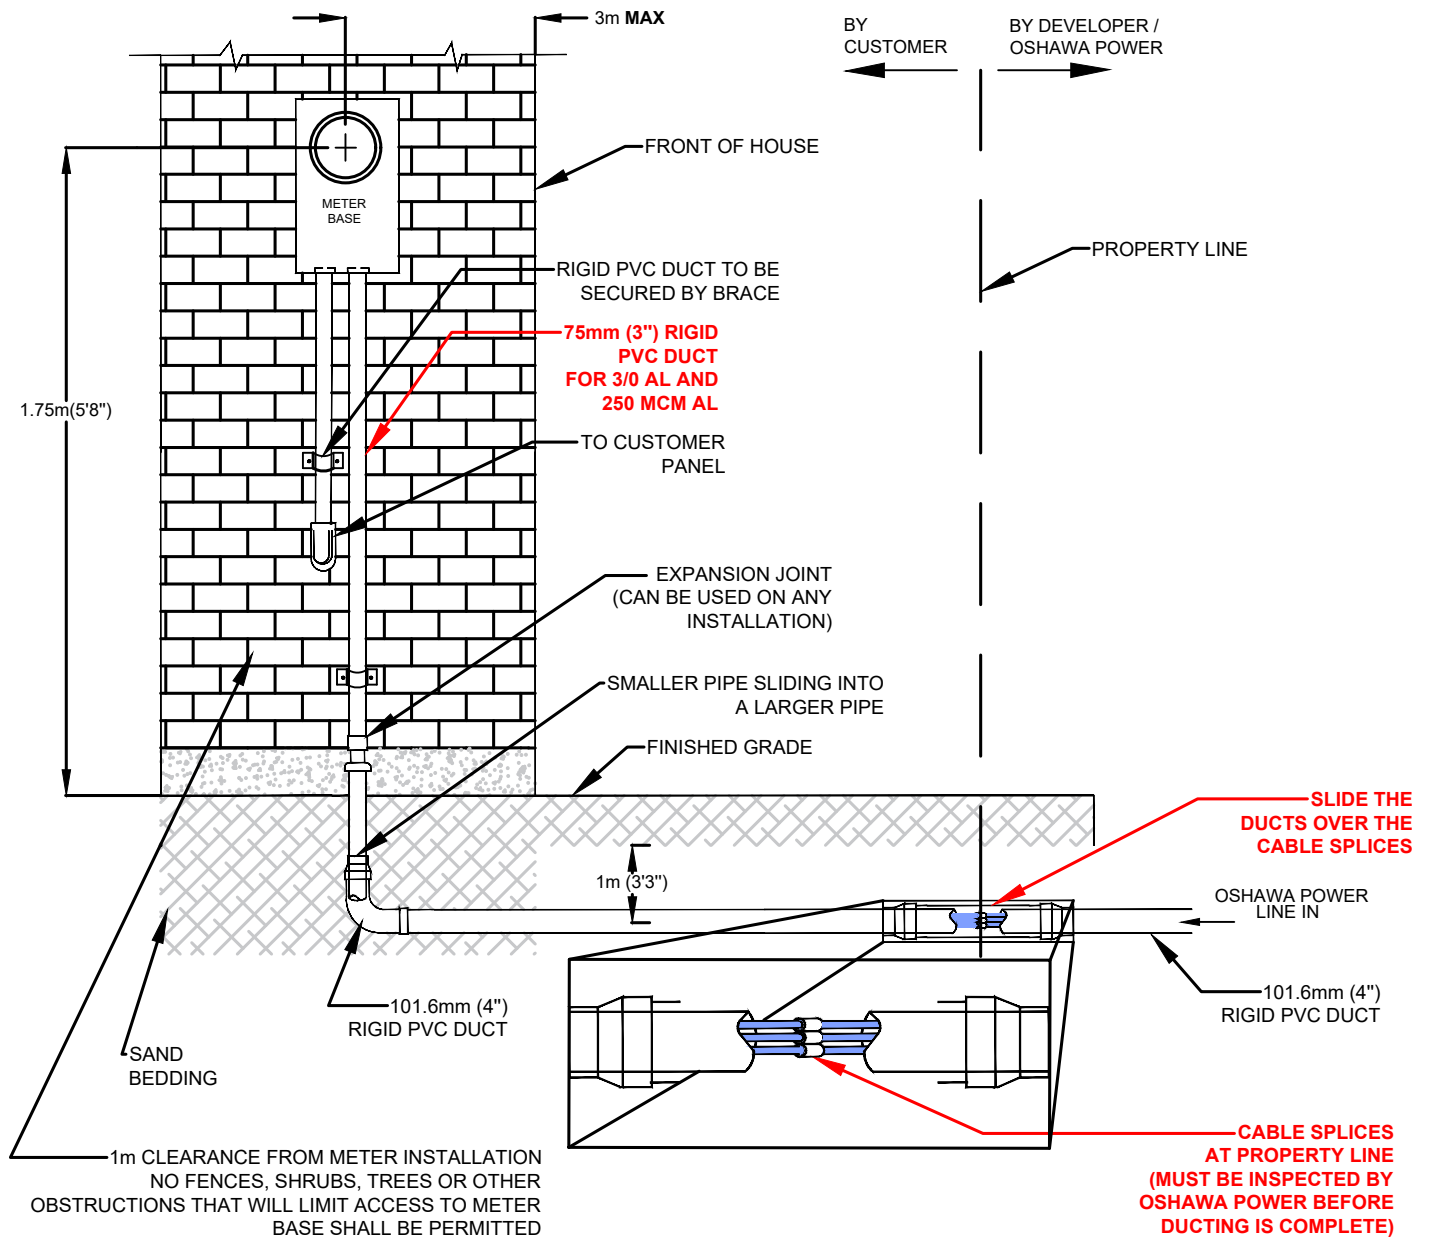 3m MAX
BY
CUSTOMER
BY DEVELOPER /
OSHAWA POWER
FRONT OF HOUSE
METER
BASE
PROPERTY LINE
RIGID PVC DUCT TO BE
SECURED BY BRACE
75mm (3") RIGID
PVC DUCT
FOR 3/0 AL AND
250 MCM AL
1.75m(5'8")
TO CUSTOMER
PANEL
EXPANSION JOINT
(CAN BE USED ON ANY
INSTALLATION)
SMALLER PIPE SLIDING INTO
A LARGER PIPE
FINISHED GRADE
SLIDE THE
DUCTS OVER THE
CABLE SPLICES
1m (3'3")
OSHAWA POWER
LINE IN
101.6mm (4")
RIGID PVC DUCT
101.6mm (4")
RIGID PVC DUCT
SAND
BEDDING
CABLE SPLICES
AT PROPERTY LINE
(MUST BE INSPECTED BY
OSHAWA POWER BEFORE
DUCTING IS COMPLETE)
1m CLEARANCE FROM METER INSTALLATION
NO FENCES, SHRUBS, TREES OR OTHER
OBSTRUCTIONS THAT WILL LIMIT ACCESS TO METER
BASE SHALL BE PERMITTED